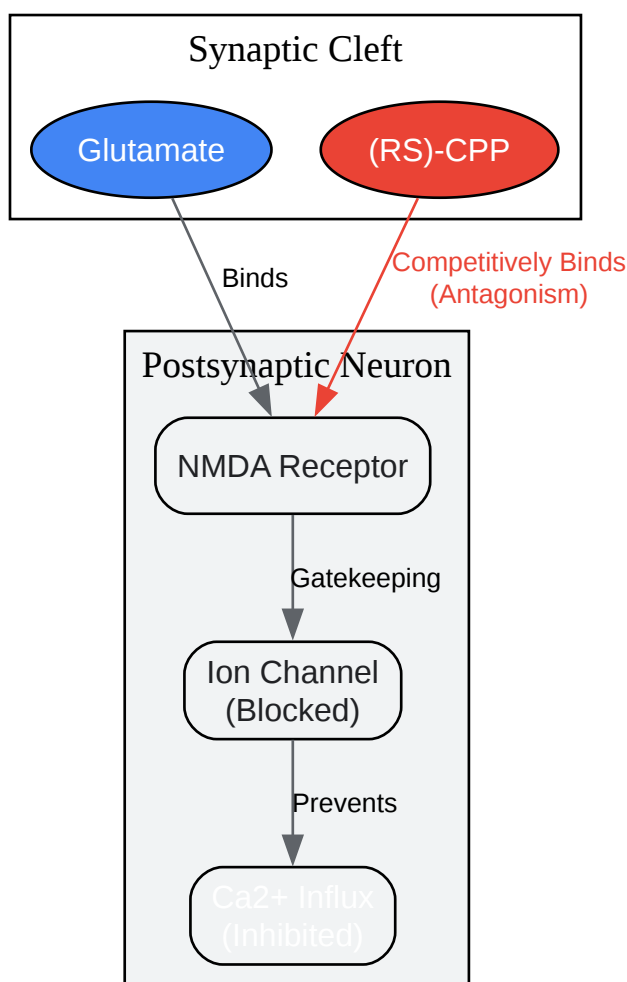 Synaptic Cleft
Glutamate
(RS)-CPP
Binds
Competitively Binds
(Antagonism)
Postsynaptic Neuron
NMDA Receptor
Gatekeeping
Ion Channel
(Blocked)
Prevents
Ca2+ Influx
(Inhibited)